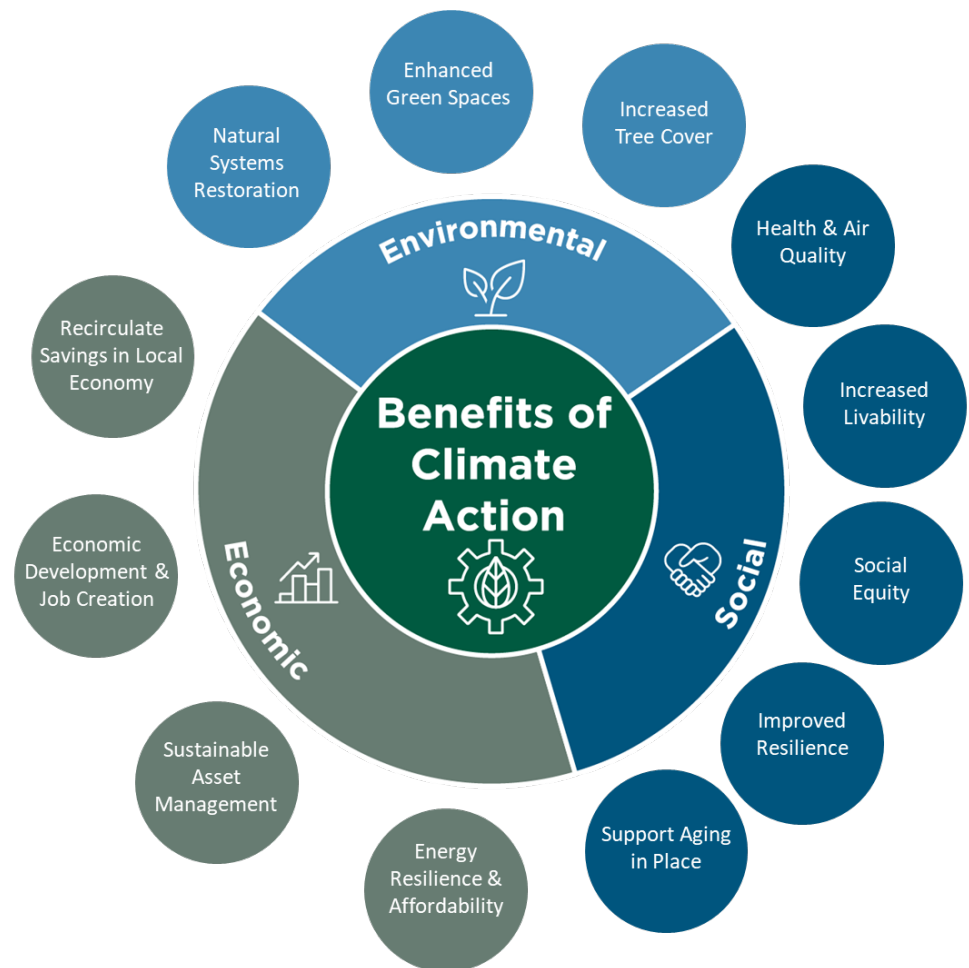 Enhanced
Green Spaces
Increased
Tree Cover
Natural
Systems
Restoration
Health & Air
Quality
Environmental
Recirculate
Savings in Local
Economy
Increased
Livability
Benefits of
Climate
Action
Economic
Development &
Job Creation
Economic
Social
Social
Equity
Improved
Resilience
Sustainable
Asset
Management
Support Aging
in Place
Energy
Resilience &
Affordability